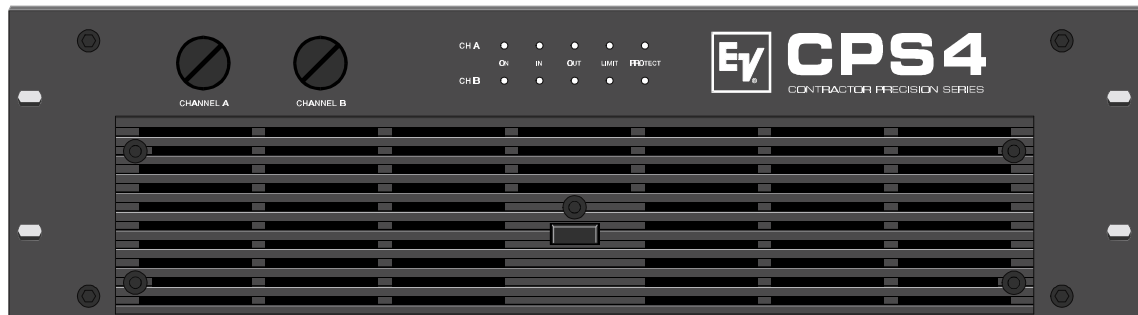 CH A
ON IN OUT LIMIT PROTECT
CH B
CHANNEL A CHANNEL B
EV®
CPS4
CONTRACTOR PRECISION SERIES